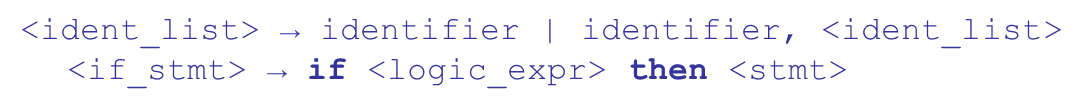 <ident_list> → identifier | identifier, <ident_list>
<if_stmt> → if <logic_expr> then <stmt>